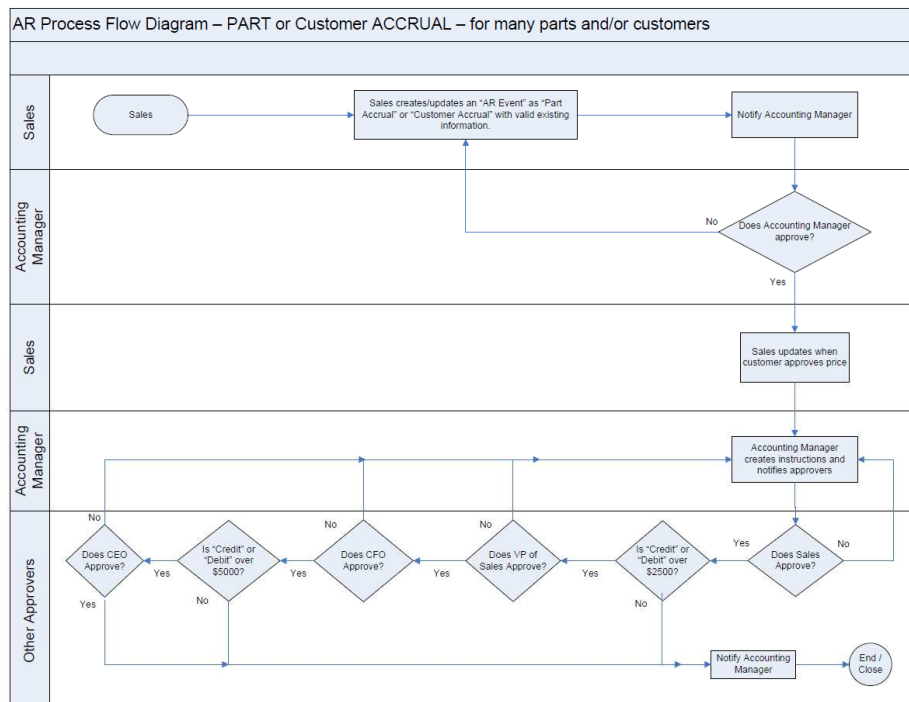 AR Process Flow Diagram – PART or Customer ACCRUAL – for many parts and/or customers
Sales
Sales
Sales creates/updates an “AR Event” as “Part
Accrual” or “Customer Accrual” with valid existing
information.
Notify Accounting Manager
Accounting
Manager
No
Does Accounting Manager
approve?
Yes
Sales
Sales updates when
customer approves price
Accounting
Manager
Accounting Manager
creates instructions and
notifies approvers
Other Approvers
No
No
No
Does CEO
Approve?
Yes
Is “Credit” or
“Debit” over
$5000?
Yes
Does CFO
Approve?
Yes
Does VP of
Sales Approve?
Yes
Is “Credit” or
“Debit” over
$2500?
Yes
Does Sales
Approve?
No
Yes
No
No
Notify Accounting
Manager
End /
Close